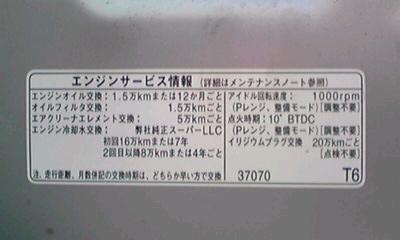 エンジンサービス情報 (詳細はメンテナンスノート参照)
エンジンオイル交換:1.5万kmまたは12か月ごと
オイルフィルタ交換: 1.5万kmごと
エアクリーナエレメント交換: 5万kmごと
エンジン冷却水交換: 弊社純正スーパーLLC
初回16万kmまたは7年
2回目以降8万kmまたは4年ごと
アイドル回転速度: 1000rpm
(Pレンジ、整備モード)[調整不要]
点火時期:10° BTDC
(Pレンジ、整備モード)[調整不要]
イリジウムプラグ交換 20万kmごと
[点検不要]
注.走行距離、月数併記の交換時期は、どちらか早い方で交換
37070 T6